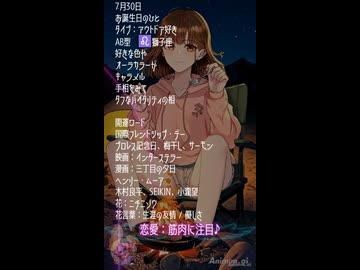 7月30日
お誕生日のひと
タイプ：アウトドア好き
AB型 ♌ 獅子座
好きな色や
オーラカラーは
キャラメル
手相をみて
タフなバイタリティの相
開運ロード
国際フレンドシップ・デー
プロレス記念日、梅干し、サーモン
映画：インターステラー
漫画：三丁目の夕日
ヘンリー・ムーア
木村良平、SEIKIN、小瀧望
花：ニチニチソウ
花言葉：生涯の友情 / 優しさ
恋愛：筋肉に注目♪